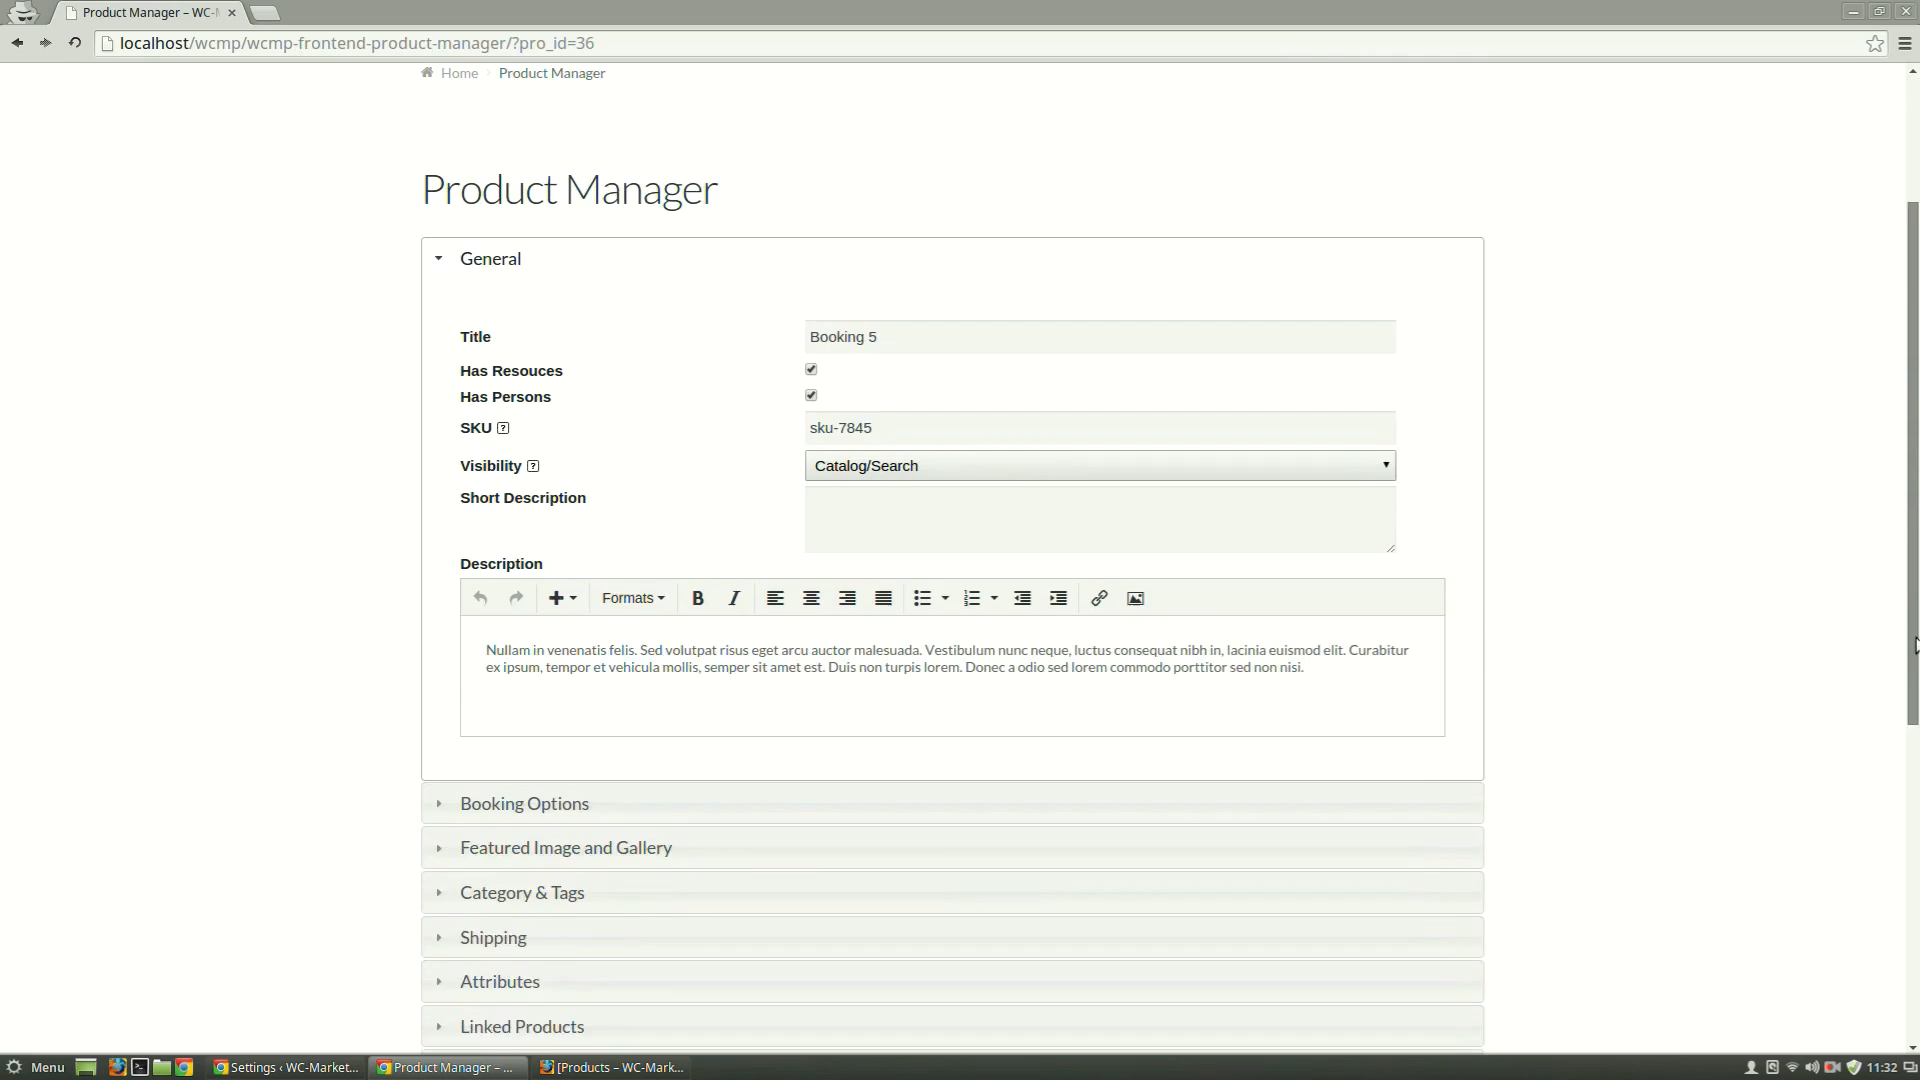 Product Manager – WC-M
localhost/wcmp/wcmp-frontend-product-manager/?pro_id=36
Home Product Manager
Product Manager
General
Title Booking 5
Has Resouces
Has Persons
SKU ? sku-7845
Visibility ? Catalog/Search
Short Description
Description
Formats B I
Nullam in venenatis felis. Sed volutpat risus eget arcu auctor malesuada. Vestibulum nunc neque, luctus consequat nibh in, lacinia euismod elit. Curabitur
ex ipsum, tempor et vehicula mollis, semper sit amet est. Duis non turpis lorem. Donec a odio sed lorem commodo porttitor sed non nisi.
Booking Options
Featured Image and Gallery
Category & Tags
Shipping
Attributes
Linked Products
Menu Settings ‹ WC-Market... Product Manager – ... [Products – WC-Mark... 11:32